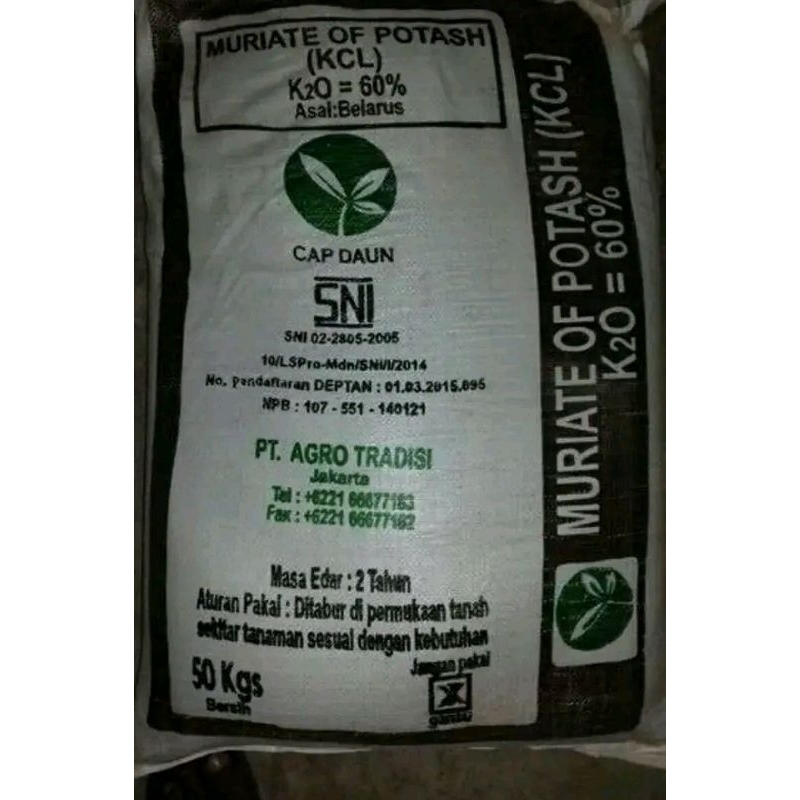 MURIATE OF POTASH
(KCL)
K2O = 60%
Asal:Belarus
CAP DAUN
SNI
SNI 02-2805-2005
10/LSPro-Mdn/SNI/I/2014
No. pendaftaran DEPTAN : 01.03.2015.095
NPB : 107 - 551 - 140121
PT. AGRO TRADISI
Jakarta
Tel : +6221 66677183
Fax : +6221 66677182
Masa Edar : 2 Tahun
Aturan Pakai : Ditabur di permukaan tanah
sekitar tanaman sesuai dengan kebutuhan
50 Kgs
Bersih
Jangan pakai
gancu
MURIATE OF POTASH (KCL)
K2O = 60%